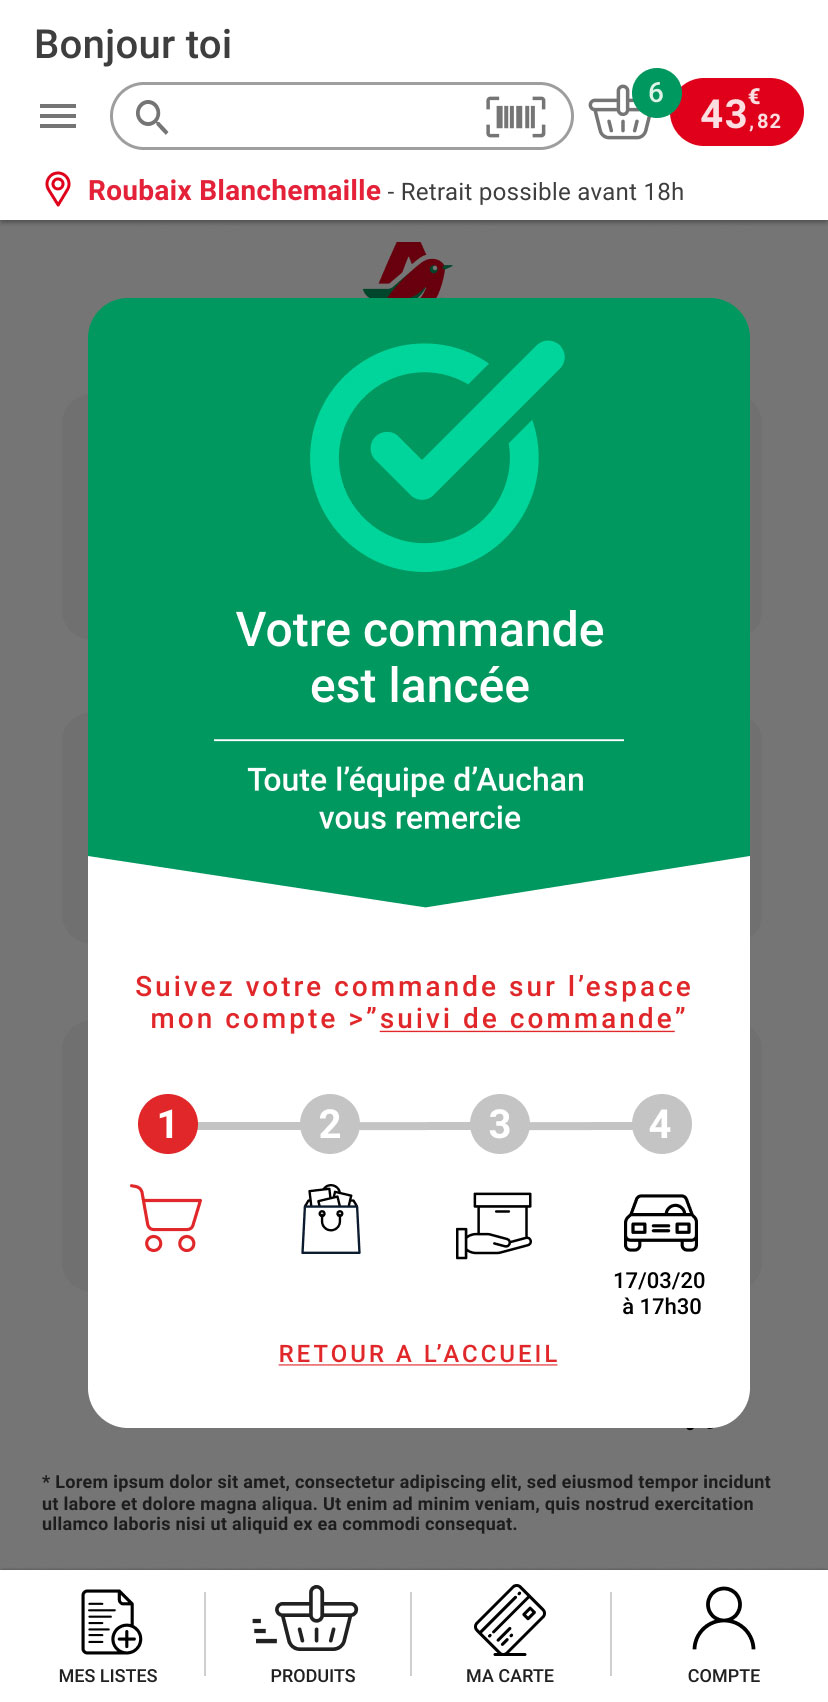 Bonjour toi
6
43€,82
Roubaix Blanchemaille - Retrait possible avant 18h
Votre commande
est lancée
Toute l’équipe d’Auchan
vous remercie
Suivez votre commande sur l’espace
mon compte >”suivi de commande”
1 2 3 4
17/03/20
à 17h30
RETOUR A L’ACCUEIL
* Lorem ipsum dolor sit amet, consectetur adipiscing elit, sed eiusmod tempor incidunt
ut labore et dolore magna aliqua. Ut enim ad minim veniam, quis nostrud exercitation
ullamco laboris nisi ut aliquid ex ea commodi consequat.
MES LISTES PRODUITS MA CARTE COMPTE